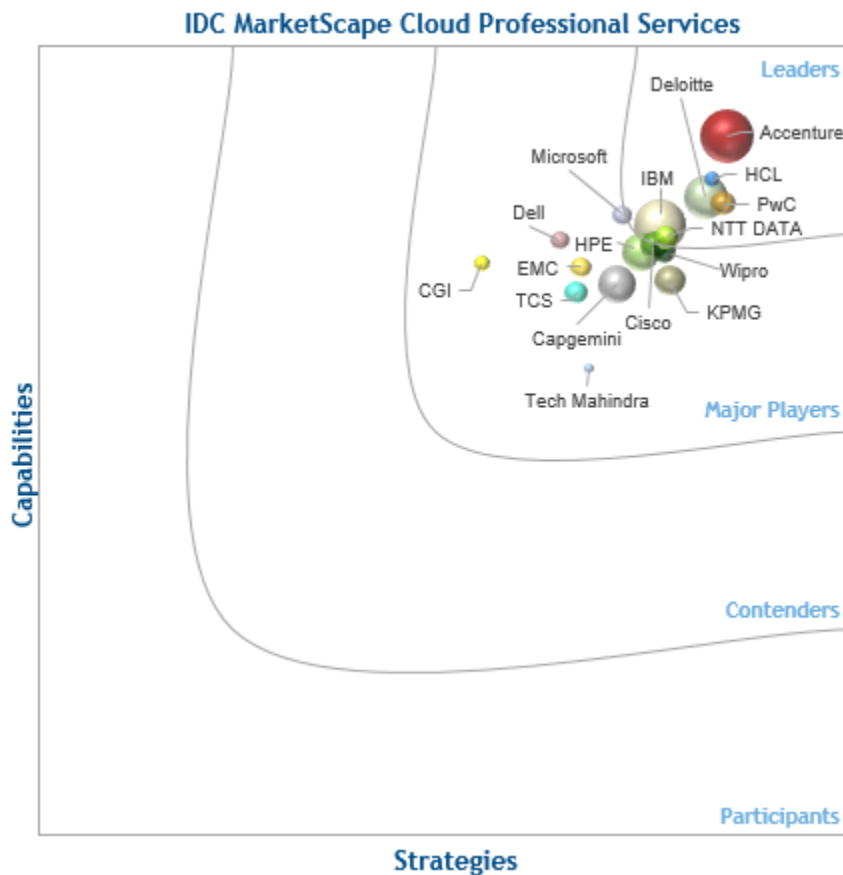 IDC MarketScape Cloud Professional Services
Leaders
Deloitte
Accenture
Microsoft
IBM
HCL
PwC
Dell
HPE
NTT DATA
EMC
Wipro
CGI
TCS
Cisco
KPMG
Capgemini
Tech Mahindra
Major Players
Capabilities
Contenders
Participants
Strategies